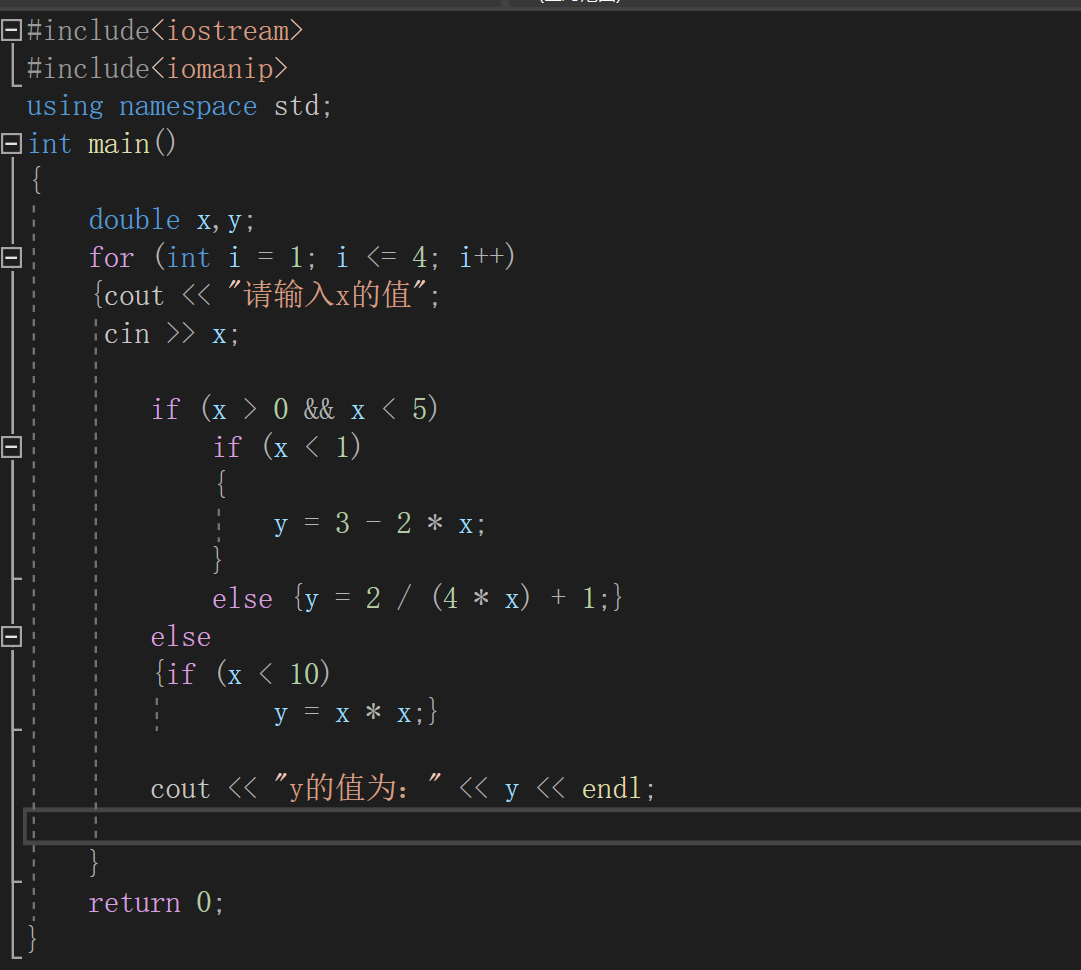 #include<iostream>
#include<iomanip>
using namespace std;
int main()
{
    double x,y;
    for (int i = 1; i <= 4; i++)
    {cout << "请输入x的值";
     cin >> x;

        if (x > 0 && x < 5)
            if (x < 1)
            {
                y = 3 - 2 * x;
            }
            else {y = 2 / (4 * x) + 1;}
        else
        {if (x < 10)
                y = x * x;}

        cout << "y的值为：" << y << endl;

    }
    return 0;
}